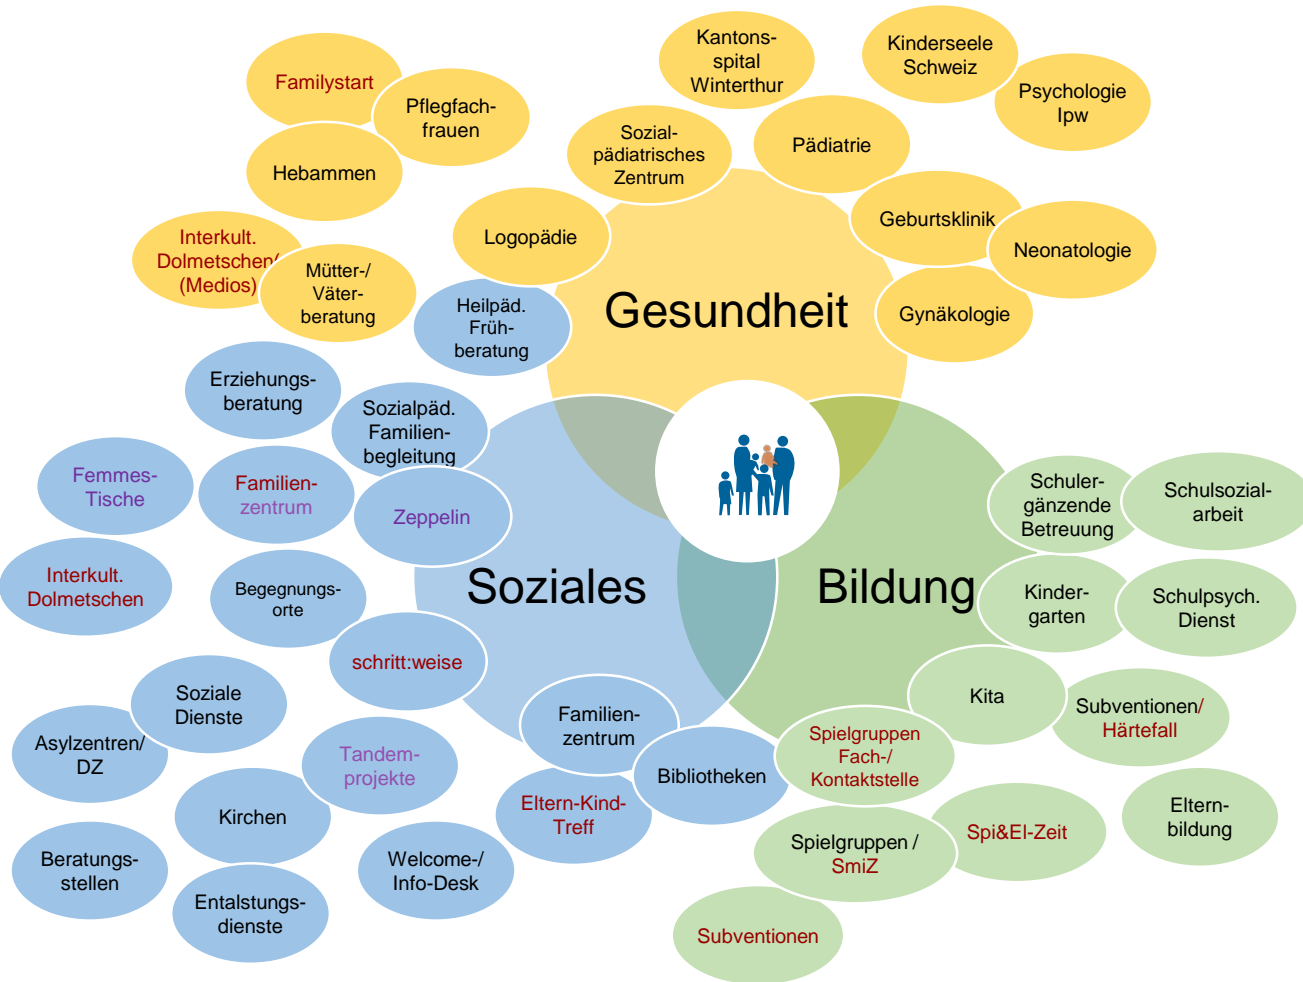 Familystart
Pflegfach-
frauen
Hebammen
Interkult.
Dolmetschen/
(Medios)
Mütter-/
Väter-
beratung
Kantons-
spital
Winterthur
Kinderseele
Schweiz
Psychologie
Ipw
Sozial-
pädiatrisches
Zentrum
Pädiatrie
Logopädie
Geburtsklinik
Neonatologie
Gynäkologie
Gesundheit
Heilpäd.
Früh-
beratung
Erziehungs-
beratung
Sozialpäd.
Familien-
begleitung
Femmes-
Tische
Familien-
zentrum
Zeppelin
Interkult.
Dolmetschen
Begegnungs-
orte
Soziales
schritt:weise
Soziale
Dienste
Asylzentren/
DZ
Tandem-
projekte
Kirchen
Beratungs-
stellen
Entalstungs-
dienste
Welcome-/
Info-Desk
Familien-
zentrum
Eltern-Kind-
Treff
Bibliotheken
Bildung
Schuler-
gänzende
Betreuung
Schulsozial-
arbeit
Kinder-
garten
Schulpsych.
Dienst
Kita
Subventionen/
Härtefall
Spielgruppen
Fach-/
Kontaktstelle
Spielgruppen /
SmiZ
Spi&El-Zeit
Eltern-
bildung
Subventionen